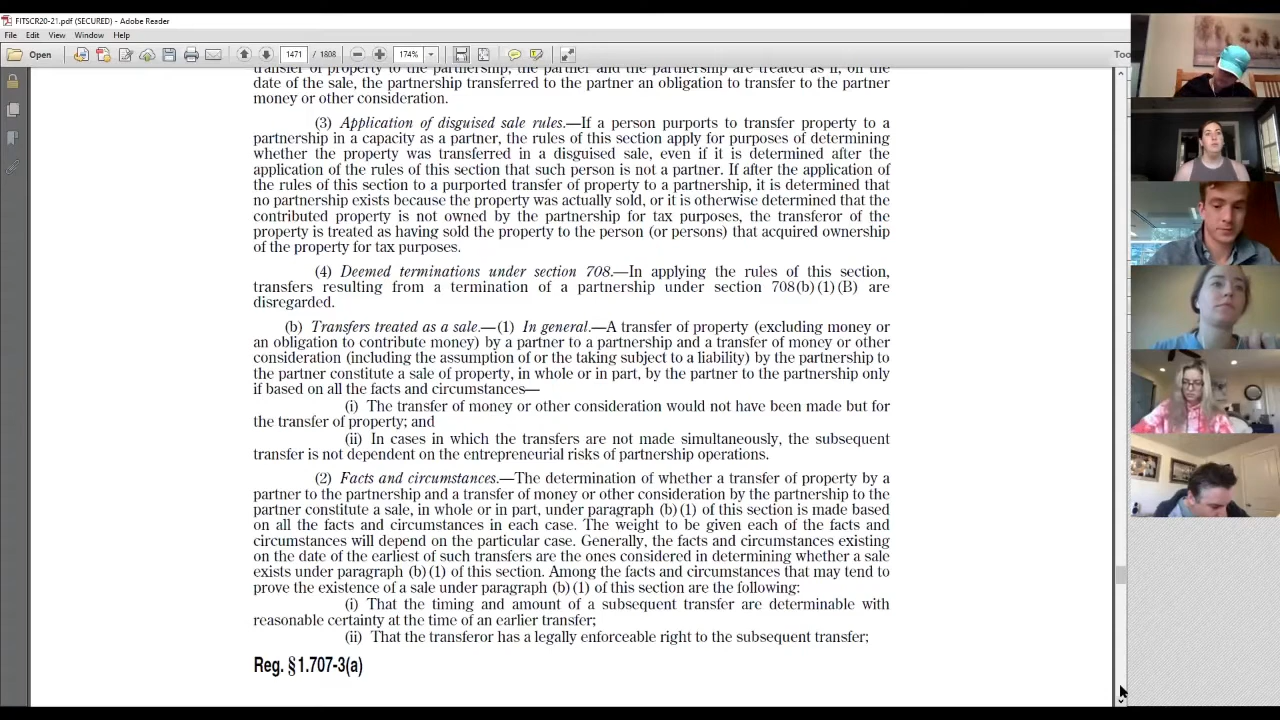 FITSCR20-21.pdf (SECURED) - Adobe Reader
File Edit View Window Help
Open 1471 / 1808 174% Too
transfer of property to the partnership, the partner and the partnership are treated as if, on the
date of the sale, the partnership transferred to the partner an obligation to transfer to the partner
money or other consideration.
(3) Application of disguised sale rules.—If a person purports to transfer property to a
partnership in a capacity as a partner, the rules of this section apply for purposes of determining
whether the property was transferred in a disguised sale, even if it is determined after the
application of the rules of this section that such person is not a partner. If after the application of
the rules of this section to a purported transfer of property to a partnership, it is determined that
no partnership exists because the property was actually sold, or it is otherwise determined that the
contributed property is not owned by the partnership for tax purposes, the transferor of the
property is treated as having sold the property to the person (or persons) that acquired ownership
of the property for tax purposes.
(4) Deemed terminations under section 708.—In applying the rules of this section,
transfers resulting from a termination of a partnership under section 708(b)(1)(B) are
disregarded.
(b) Transfers treated as a sale.—(1) In general.—A transfer of property (excluding money or
an obligation to contribute money) by a partner to a partnership and a transfer of money or other
consideration (including the assumption of or the taking subject to a liability) by the partnership to
the partner constitute a sale of property, in whole or in part, by the partner to the partnership only
if based on all the facts and circumstances—
(i) The transfer of money or other consideration would not have been made but for
the transfer of property; and
(ii) In cases in which the transfers are not made simultaneously, the subsequent
transfer is not dependent on the entrepreneurial risks of partnership operations.
(2) Facts and circumstances.—The determination of whether a transfer of property by a
partner to the partnership and a transfer of money or other consideration by the partnership to the
partner constitute a sale, in whole or in part, under paragraph (b)(1) of this section is made based
on all the facts and circumstances in each case. The weight to be given each of the facts and
circumstances will depend on the particular case. Generally, the facts and circumstances existing
on the date of the earliest of such transfers are the ones considered in determining whether a sale
exists under paragraph (b)(1) of this section. Among the facts and circumstances that may tend to
prove the existence of a sale under paragraph (b)(1) of this section are the following:
(i) That the timing and amount of a subsequent transfer are determinable with
reasonable certainty at the time of an earlier transfer;
(ii) That the transferor has a legally enforceable right to the subsequent transfer;
Reg. §1.707-3(a)